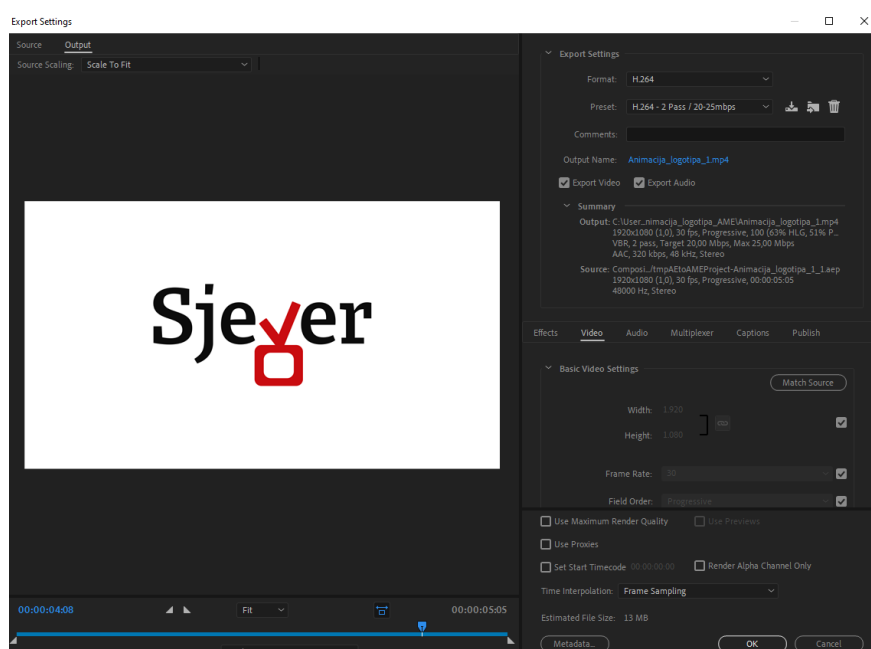 Export Settings
Source Output
Source Scaling: Scale To Fit
Sjever
00:00:04:08 Fit 00:00:05:05
Export Settings
Format: H.264
Preset: H.264 - 2 Pass / 20-25mbps
Comments:
Output Name: Animacija_logotipa_1.mp4
Export Video Export Audio
Summary
Output: C:\User...nimacija_logotipa_AME\Animacija_logotipa_1.mp4
1920x1080 (1,0), 30 fps, Progressive, 100 (63% HLG, 51% P...
VBR, 2 pass, Target 20,00 Mbps, Max 25,00 Mbps
AAC, 320 kbps, 48 kHz, Stereo
Source: Composi.../tmpAEtoAMEProject-Animacija_logotipa_1_1.aep
1920x1080 (1,0), 30 fps, Progressive, 00:00:05:05
48000 Hz, Stereo
Effects Video Audio Multiplexer Captions Publish
Basic Video Settings
Match Source
Width: 1.920
Height: 1.080
Frame Rate: 30
Field Order: Progressive
Use Maximum Render Quality Use Previews
Use Proxies
Set Start Timecode 00:00:00:00 Render Alpha Channel Only
Time Interpolation: Frame Sampling
Estimated File Size: 13 MB
Metadata... OK Cancel